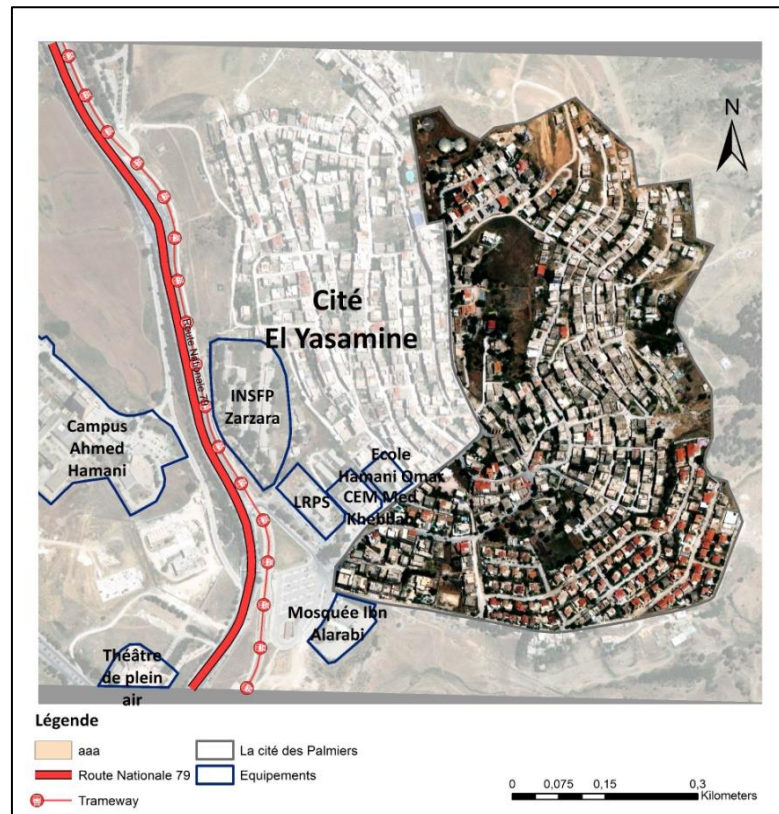 N
Cité
El Yasamine
Route Nationale 79
INSFP
Zarzara
Campus
Ahmed
Hamani
Ecole
Hamani Omar
CEM Med
Khebbab
LRPS
Mosquée Ibn
Alarabi
Théâtre
de plein
air
Légende
aaa
La cité des Palmiers
Route Nationale 79
Equipements
Trameway
0 0,075 0,15 0,3
Kilometers